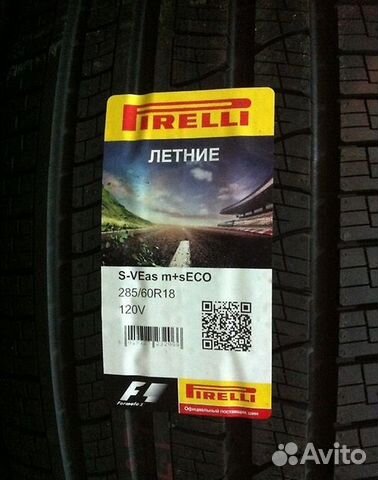 PIRELLI
ЛЕТНИЕ
S-VEas m+sECO
285/60R18
120V
F1
Formula 1
PIRELLI
Официальный поставщик шин
Avito